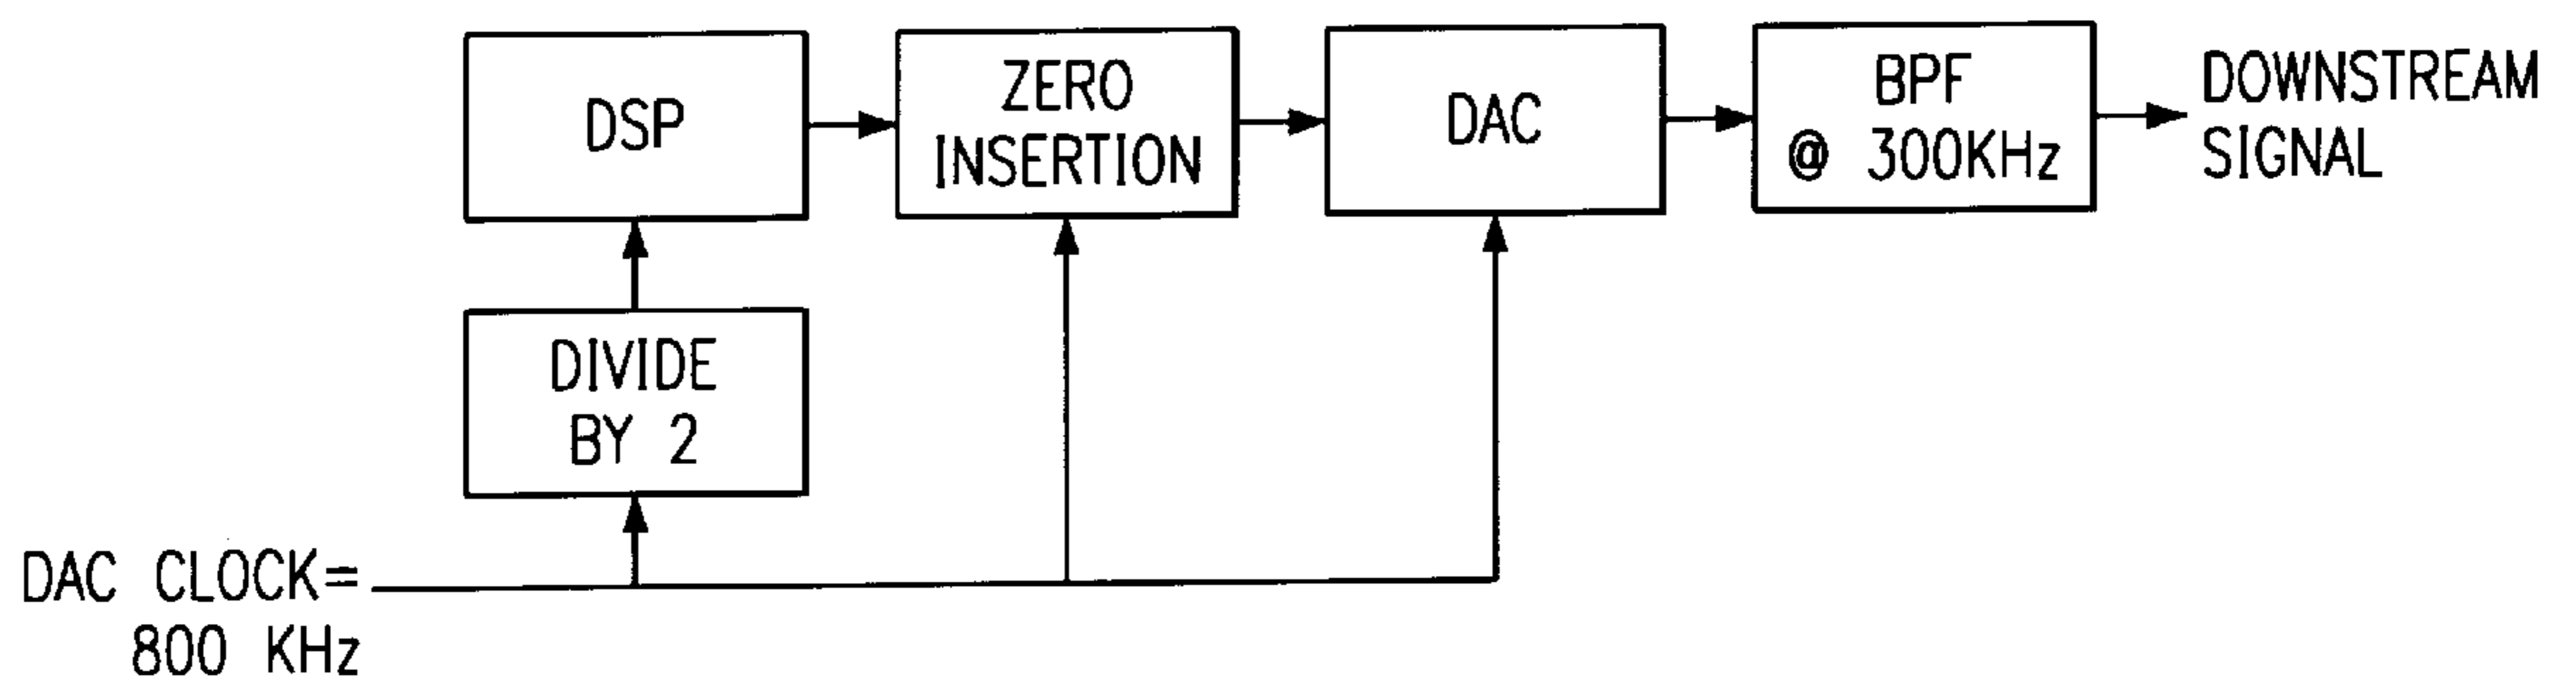 DSP
ZERO
INSERTION
DAC
BPF
@ 300KHz
DOWNSTREAM
SIGNAL
DIVIDE
BY 2
DAC CLOCK=
800 KHz